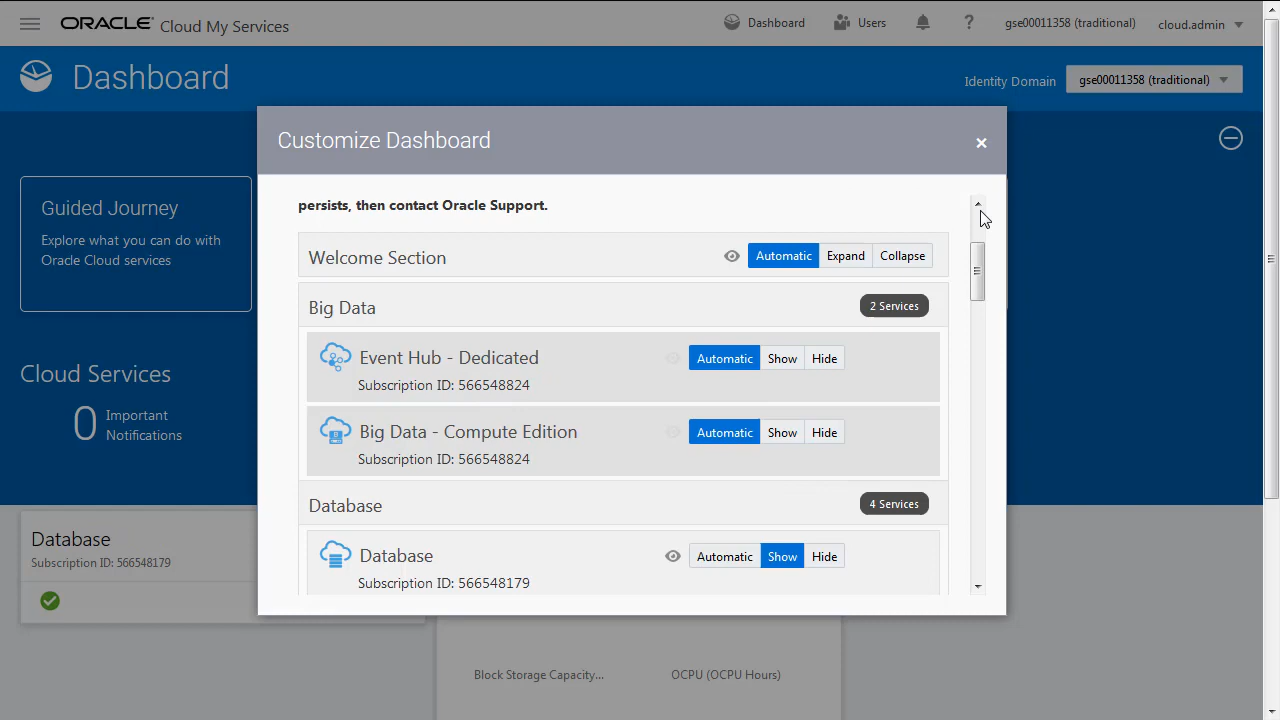 ORACLE Cloud My Services
Dashboard
Users
?
gse00011358 (traditional)
cloud.admin
Dashboard
Identity Domain
gse00011358 (traditional)
Customize Dashboard
×
Guided Journey
Explore what you can do with
Oracle Cloud services
Cloud Services
0
Important
Notifications
persists, then contact Oracle Support.
Welcome Section
Automatic
Expand
Collapse
Big Data
2 Services
Event Hub - Dedicated
Automatic
Show
Hide
Subscription ID: 566548824
Big Data - Compute Edition
Automatic
Show
Hide
Subscription ID: 566548824
Database
4 Services
Database
Automatic
Show
Hide
Subscription ID: 566548179
Database
Subscription ID: 566548179
Block Storage Capacity...
OCPU (OCPU Hours)